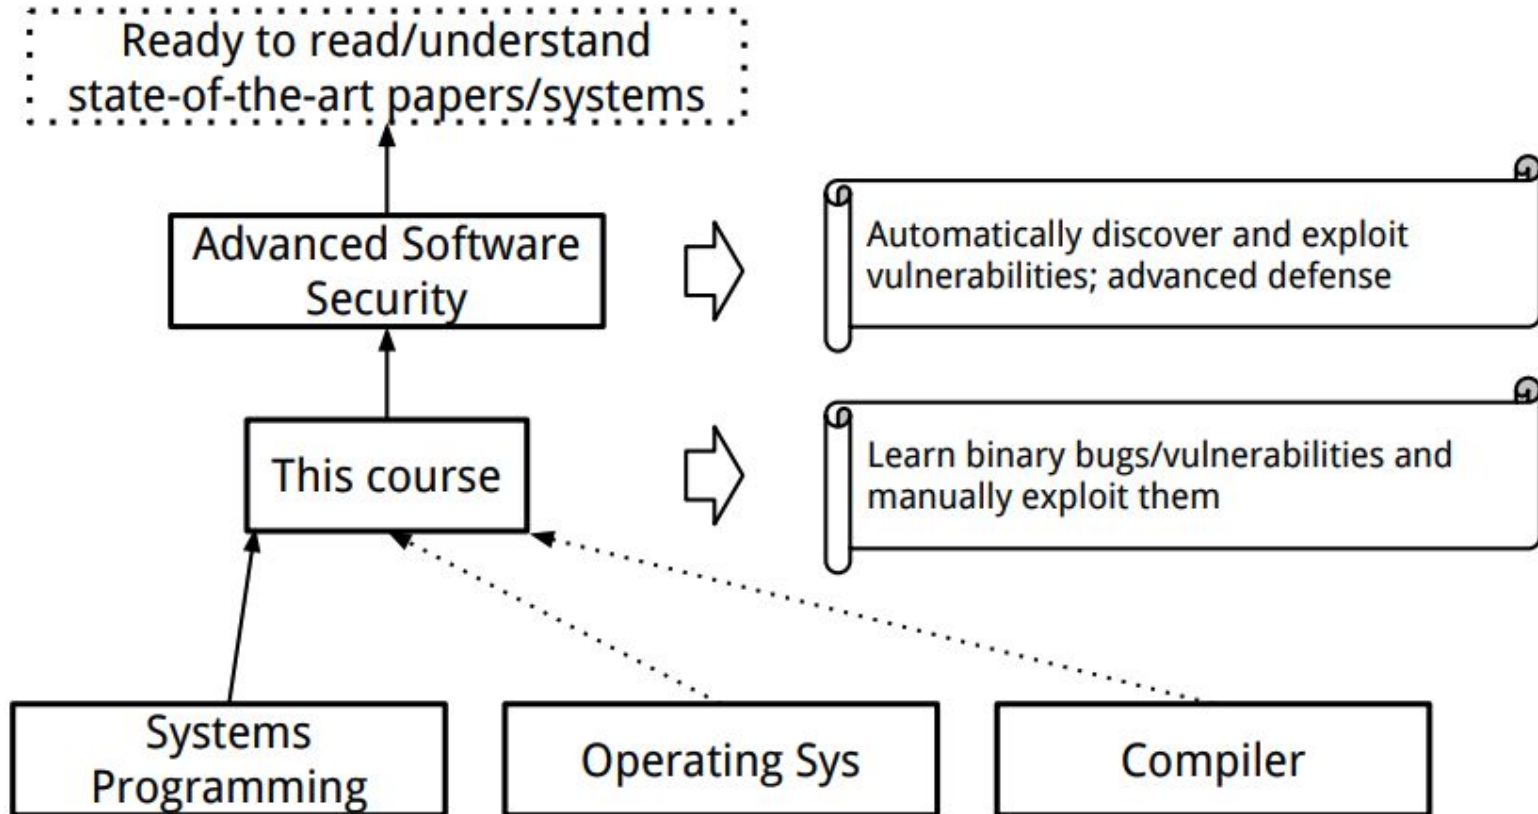 Ready to read/understand
state-of-the-art papers/systems
Advanced Software
Security
Automatically discover and exploit
vulnerabilities; advanced defense
This course
Learn binary bugs/vulnerabilities and
manually exploit them
Systems
Programming
Operating Sys
Compiler